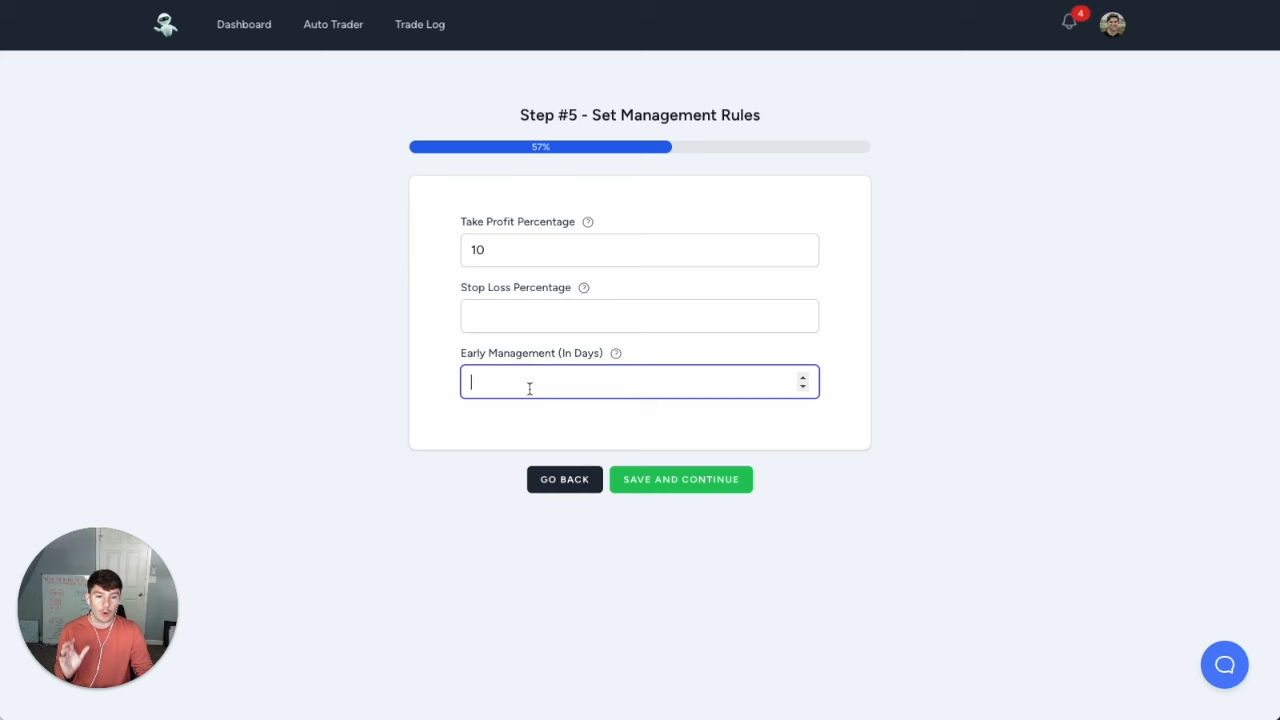 Dashboard
Auto Trader
Trade Log
4
Step #5 - Set Management Rules
57%
Take Profit Percentage
10
Stop Loss Percentage
Early Management (In Days)
GO BACK
SAVE AND CONTINUE